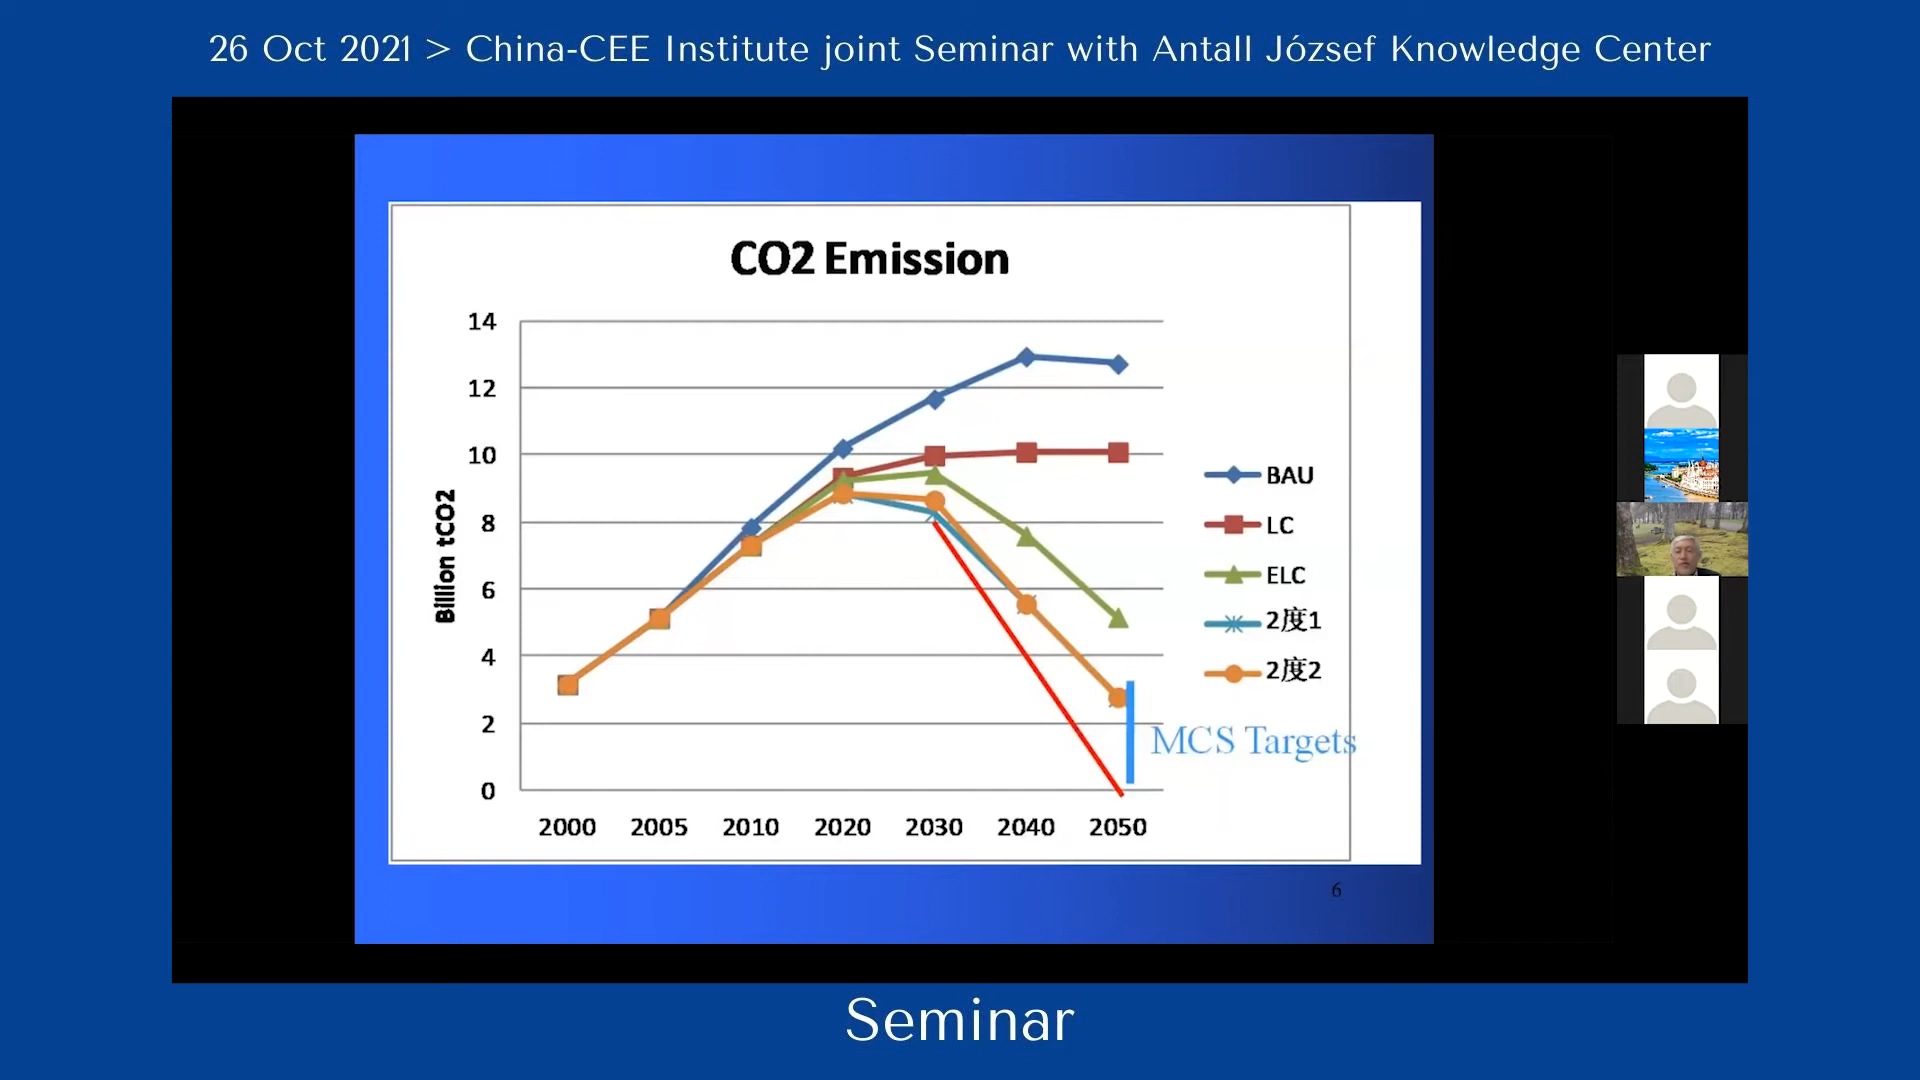 26 Oct 2021 > China-CEE Institute joint Seminar with Antall József Knowledge Center
CO2 Emission
Billion tCO2
14
12
10
8
6
4
2
0
2000 2005 2010 2020 2030 2040 2050
BAU
LC
ELC
2度1
2度2
MCS Targets
6
Seminar